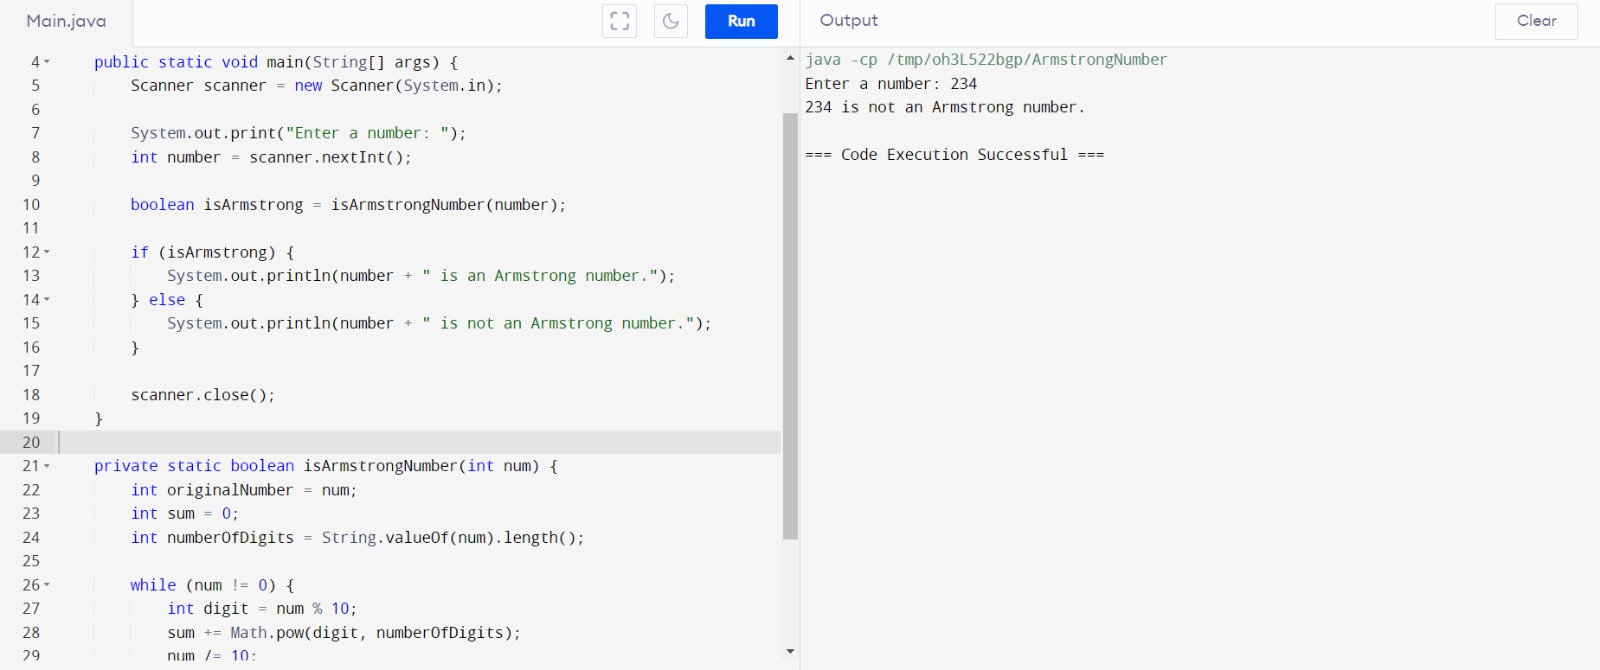 Main.java
Run
4 public static void main(String[] args) {
5 Scanner scanner = new Scanner(System.in);
6
7 System.out.print("Enter a number: ");
8 int number = scanner.nextInt();
9
10 boolean isArmstrong = isArmstrongNumber(number);
11
12 if (isArmstrong) {
13 System.out.println(number + " is an Armstrong number.");
14 } else {
15 System.out.println(number + " is not an Armstrong number.");
16 }
17
18 scanner.close();
19 }
20
21 private static boolean isArmstrongNumber(int num) {
22 int originalNumber = num;
23 int sum = 0;
24 int numberOfDigits = String.valueOf(num).length();
25
26 while (num != 0) {
27 int digit = num % 10;
28 sum += Math.pow(digit, numberOfDigits);
29 num /= 10;
Output
Clear
java -cp /tmp/oh3L522bgp/ArmstrongNumber
Enter a number: 234
234 is not an Armstrong number.
=== Code Execution Successful ===